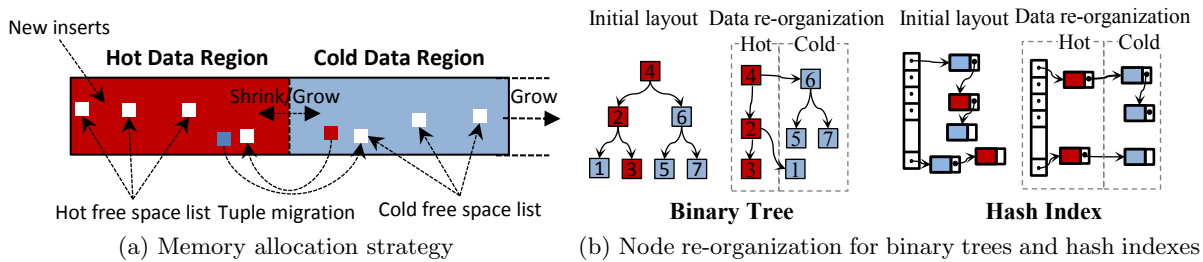 New inserts
Hot Data Region
Cold Data Region
Shrink/Grow
Grow
Hot free space list
Tuple migration
Cold free space list
(a) Memory allocation strategy
Initial layout
Data re-organization
Hot
Cold
4
2
6
1
3
5
7
4
6
2
5
7
3
1
Binary Tree
Initial layout
Data re-organization
Hot
Cold
Hash Index
(b) Node re-organization for binary trees and hash indexes